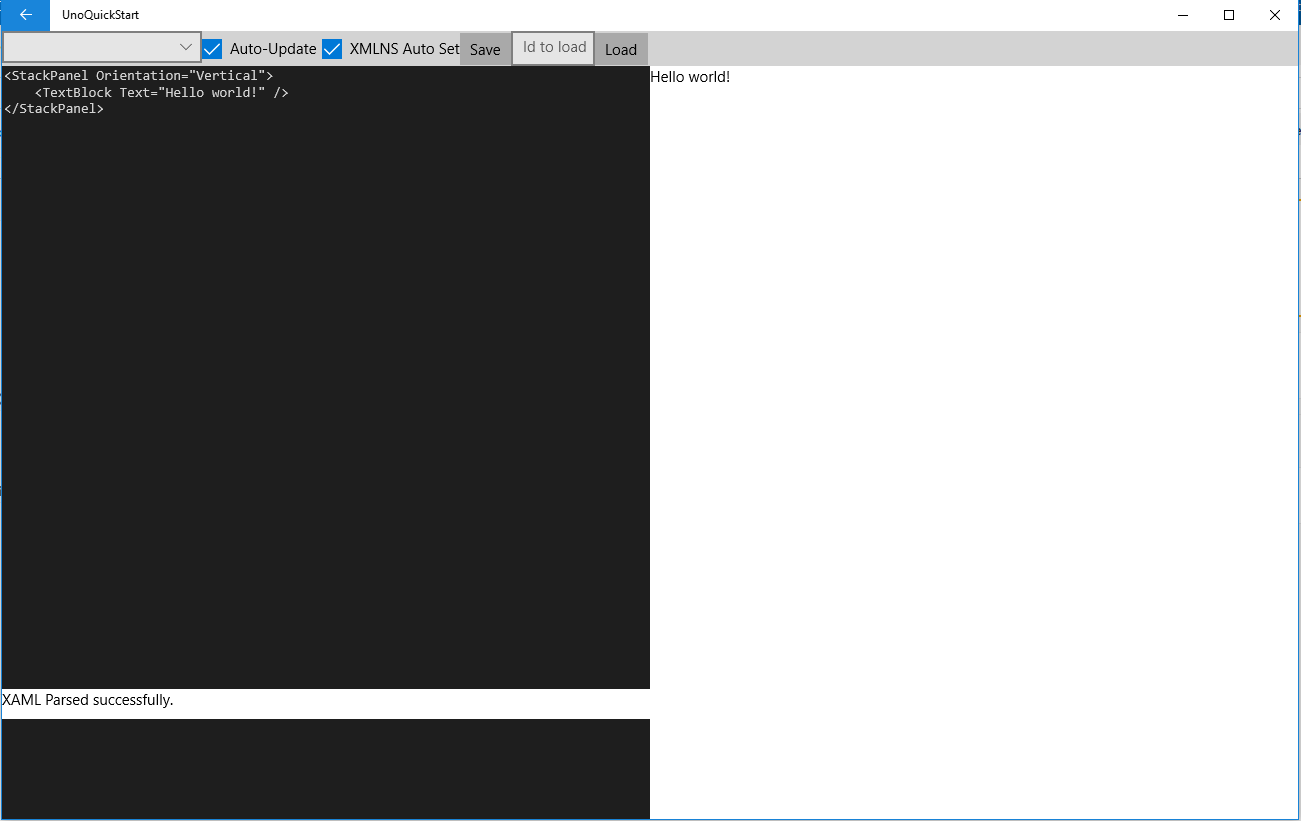 UnoQuickStart
Auto-Update XMLNS Auto Set Save Id to load Load
<StackPanel Orientation="Vertical">
    <TextBlock Text="Hello world!" />
</StackPanel>
Hello world!
XAML Parsed successfully.